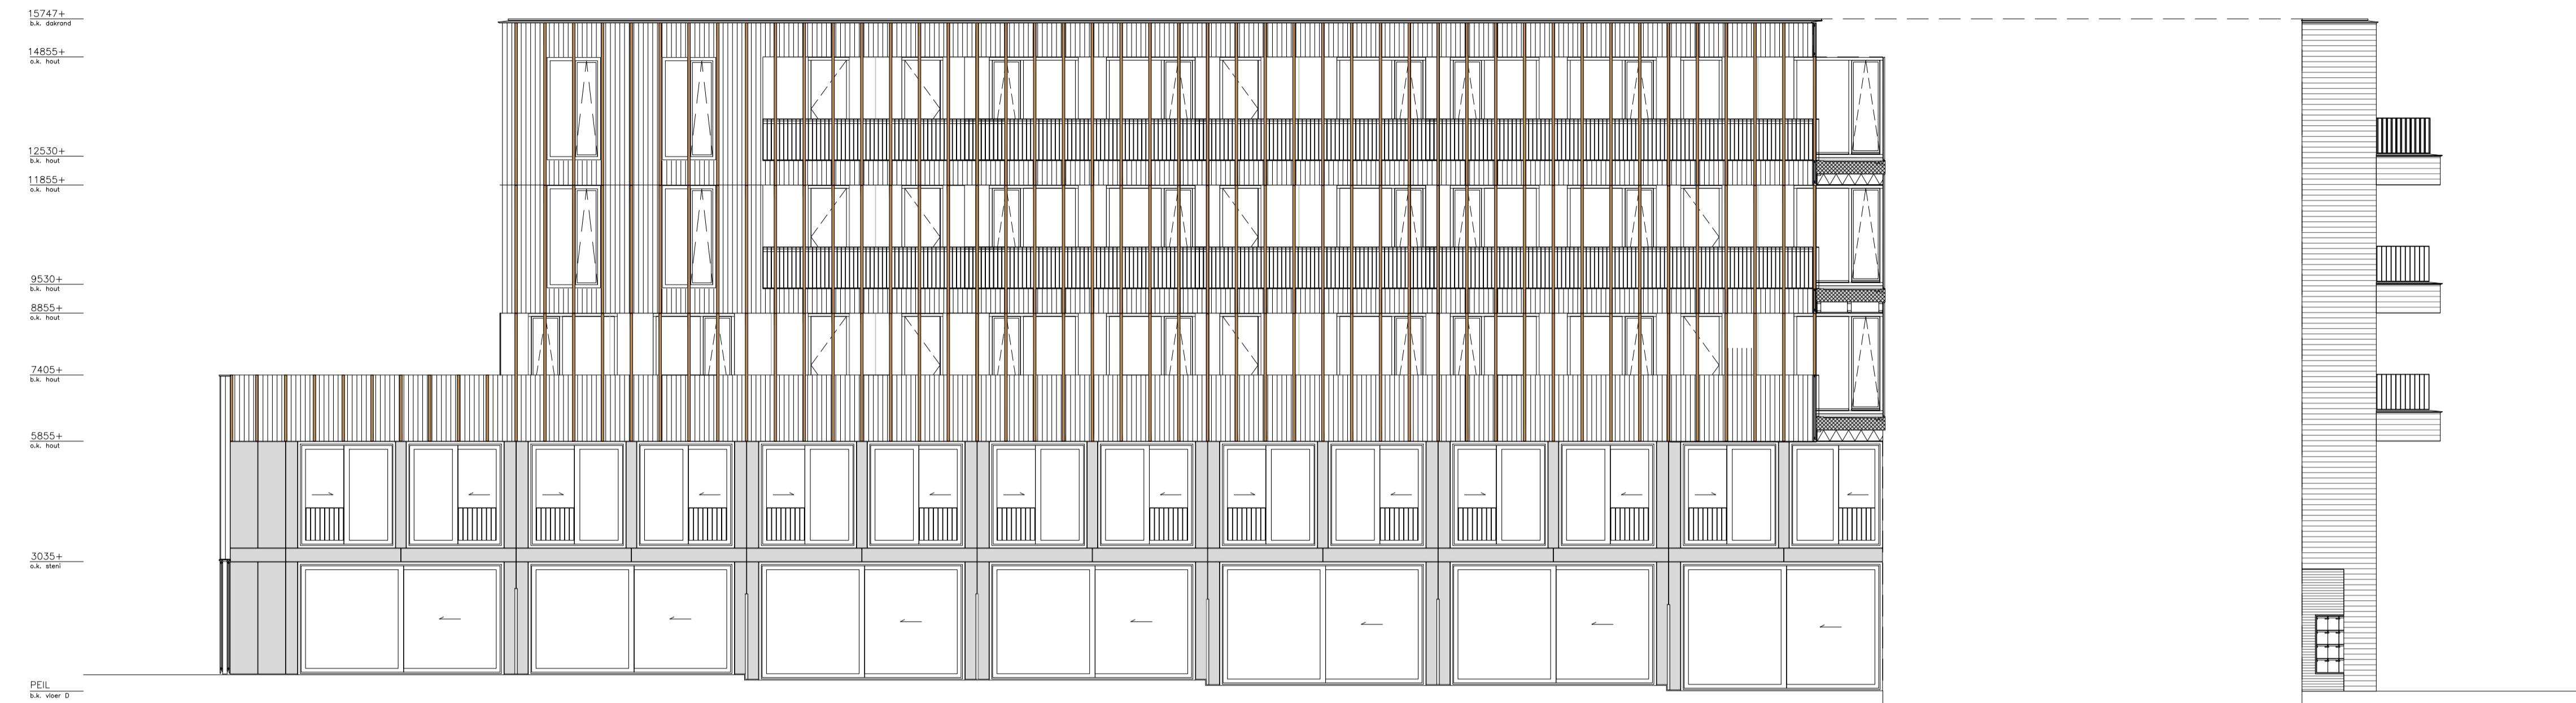 15747+
b.k. dakrand
14855+
o.k. hout
12530+
b.k. hout
11855+
o.k. hout
9530+
b.k. hout
8855+
o.k. hout
7405+
b.k. hout
5855+
o.k. hout
3035+
o.k. steni
PEIL
b.k. vloer D